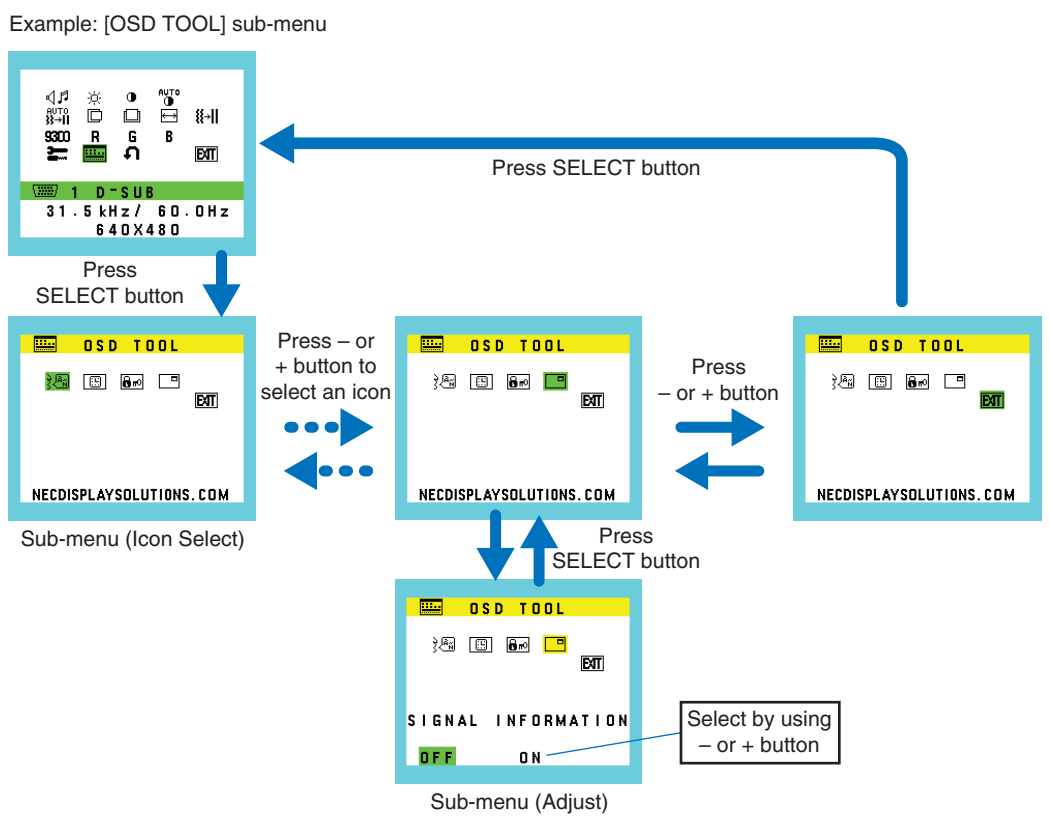 Example: [OSD TOOL] sub-menu
AUTO
AUTO
9300 R G B
EXIT
1 D-SUB
31.5kHz/ 60.0Hz
640X480
Press SELECT button
Press
SELECT button
OSD TOOL
EXIT
NECDISPLAYSOLUTIONS.COM
Sub-menu (Icon Select)
Press – or
+ button to
select an icon
OSD TOOL
EXIT
NECDISPLAYSOLUTIONS.COM
Press
– or + button
OSD TOOL
EXIT
NECDISPLAYSOLUTIONS.COM
Press
SELECT button
OSD TOOL
EXIT
SIGNAL INFORMATION
OFF ON
Select by using
– or + button
Sub-menu (Adjust)